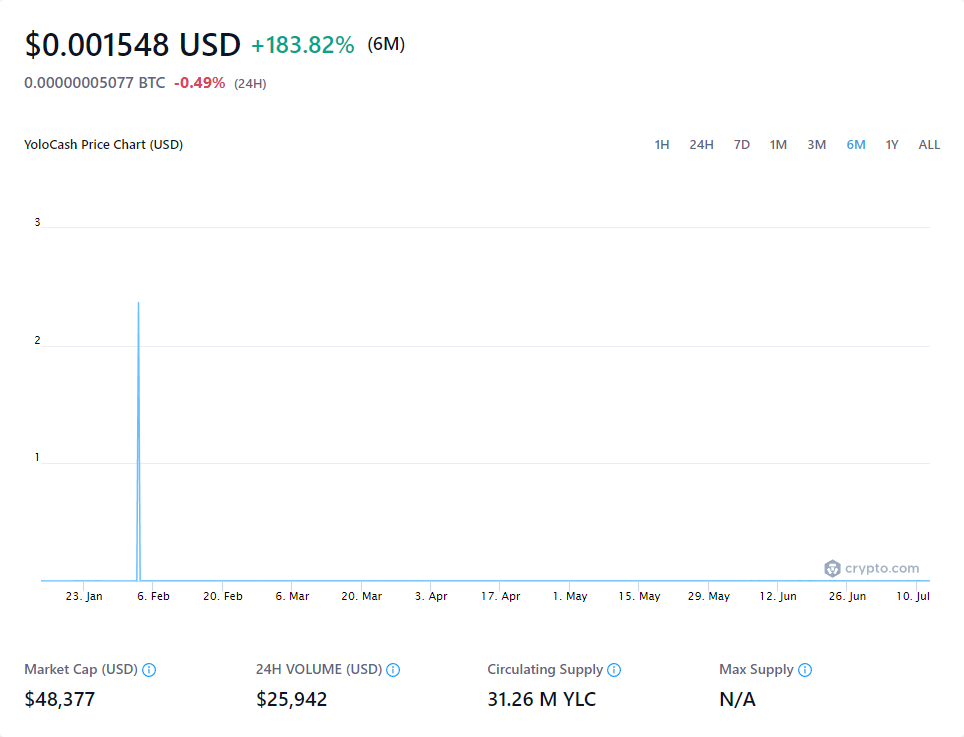 $0.001548 USD +183.82% (6M)
0.00000005077 BTC -0.49% (24H)
YoloCash Price Chart (USD) 1H 24H 7D 1M 3M 6M 1Y ALL
3
2
1
crypto.com
23. Jan 6. Feb 20. Feb 6. Mar 20. Mar 3. Apr 17. Apr 1. May 15. May 29. May 12. Jun 26. Jun 10. Jul
Market Cap (USD) 24H VOLUME (USD) Circulating Supply Max Supply
$48,377 $25,942 31.26 M YLC N/A